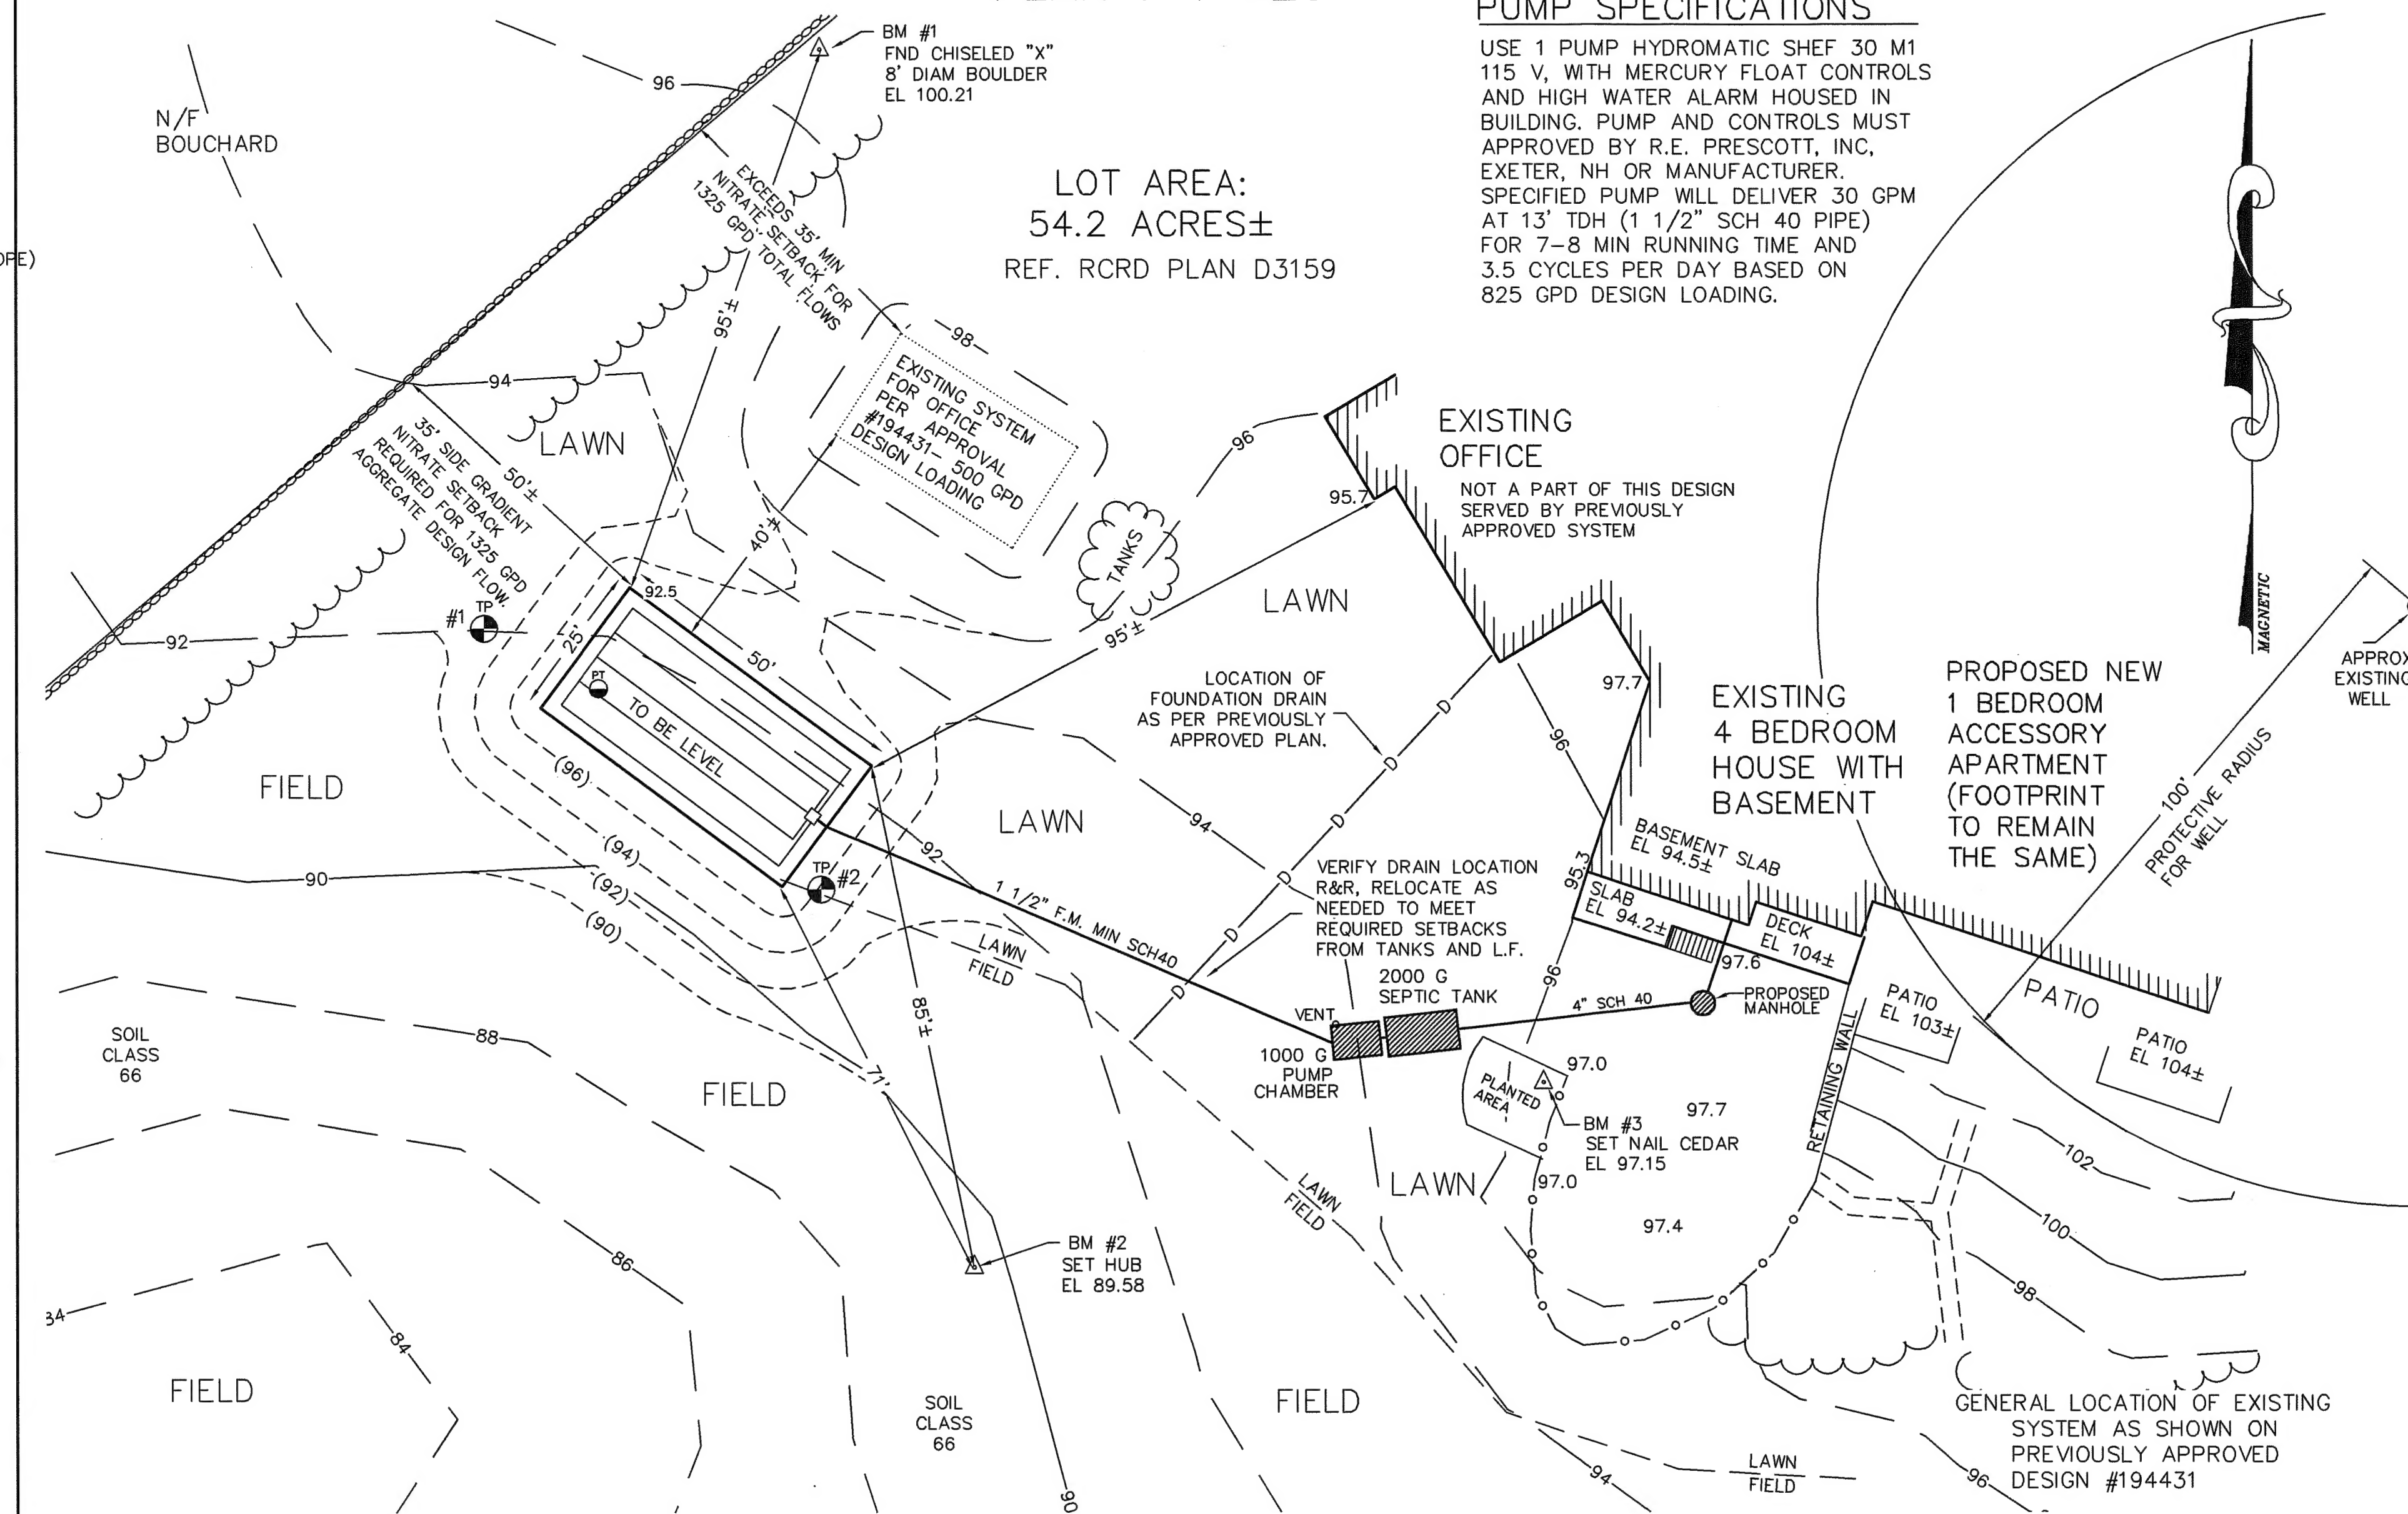 PUMP SPECIFICATIONS
USE 1 PUMP HYDROMATIC SHEF 30 M1
115 V, WITH MERCURY FLOAT CONTROLS
AND HIGH WATER ALARM HOUSED IN
BUILDING. PUMP AND CONTROLS MUST
APPROVED BY R.E. PRESCOTT, INC,
EXETER, NH OR MANUFACTURER.
SPECIFIED PUMP WILL DELIVER 30 GPM
AT 13' TDH (1 1/2" SCH 40 PIPE)
FOR 7-8 MIN RUNNING TIME AND
3.5 CYCLES PER DAY BASED ON
825 GPD DESIGN LOADING.
BM #1
FND CHISELED "X"
8' DIAM BOULDER
EL 100.21
96
N/F
BOUCHARD
OPE)
LOT AREA:
54.2 ACRES±
REF. RCRD PLAN D3159
EXCEEDS 35' MIN
NITRATE SETBACK FOR
1325 GPD TOTAL FLOWS
95'±
98
EXISTING SYSTEM
FOR OFFICE
PER APPROVAL
#194431- 500 GPD
DESIGN LOADING
94
LAWN
35' SIDE GRADIENT
NITRATE SETBACK
REQUIRED FOR 1325 GPD
AGGREGATE DESIGN FLOW.
50'±
40'±
TANKS
96
95.7
EXISTING
OFFICE
NOT A PART OF THIS DESIGN
SERVED BY PREVIOUSLY
APPROVED SYSTEM
MAGNETIC
92
#1
TP
92.5
25'
50'
PT
TO BE LEVEL
95'±
LAWN
LOCATION OF
FOUNDATION DRAIN
AS PER PREVIOUSLY
APPROVED PLAN.
D
D
D
D
D
D
97.7
96
EXISTING
4 BEDROOM
HOUSE WITH
BASEMENT
PROPOSED NEW
1 BEDROOM
ACCESSORY
APARTMENT
(FOOTPRINT
TO REMAIN
THE SAME)
APPROX
EXISTING
WELL
100'
PROTECTIVE RADIUS
FOR WELL
FIELD
(96)
(94)
(92)
(90)
90
TP
#2
92
94
LAWN
1 1/2" F.M. MIN SCH40
LAWN
FIELD
VERIFY DRAIN LOCATION
R&R, RELOCATE AS
NEEDED TO MEET
REQUIRED SETBACKS
FROM TANKS AND L.F.
2000 G
SEPTIC TANK
VENT
1000 G
PUMP
CHAMBER
4" SCH 40
95.3
BASEMENT SLAB
EL 94.5±
SLAB
EL 94.2±
DECK
EL 104±
97.6
96
PROPOSED
MANHOLE
PATIO
EL 103±
PATIO
PATIO
EL 104±
RETAINING WALL
SOIL
CLASS
66
88
FIELD
85'±
71'
PLANTED
AREA
97.0
97.7
BM #3
SET NAIL CEDAR
EL 97.15
97.0
97.4
LAWN
LAWN
FIELD
102
100
98
BM #2
SET HUB
EL 89.58
86
84
84
FIELD
SOIL
CLASS
66
90
FIELD
94
LAWN
FIELD
96
GENERAL LOCATION OF EXISTING
SYSTEM AS SHOWN ON
PREVIOUSLY APPROVED
DESIGN #194431